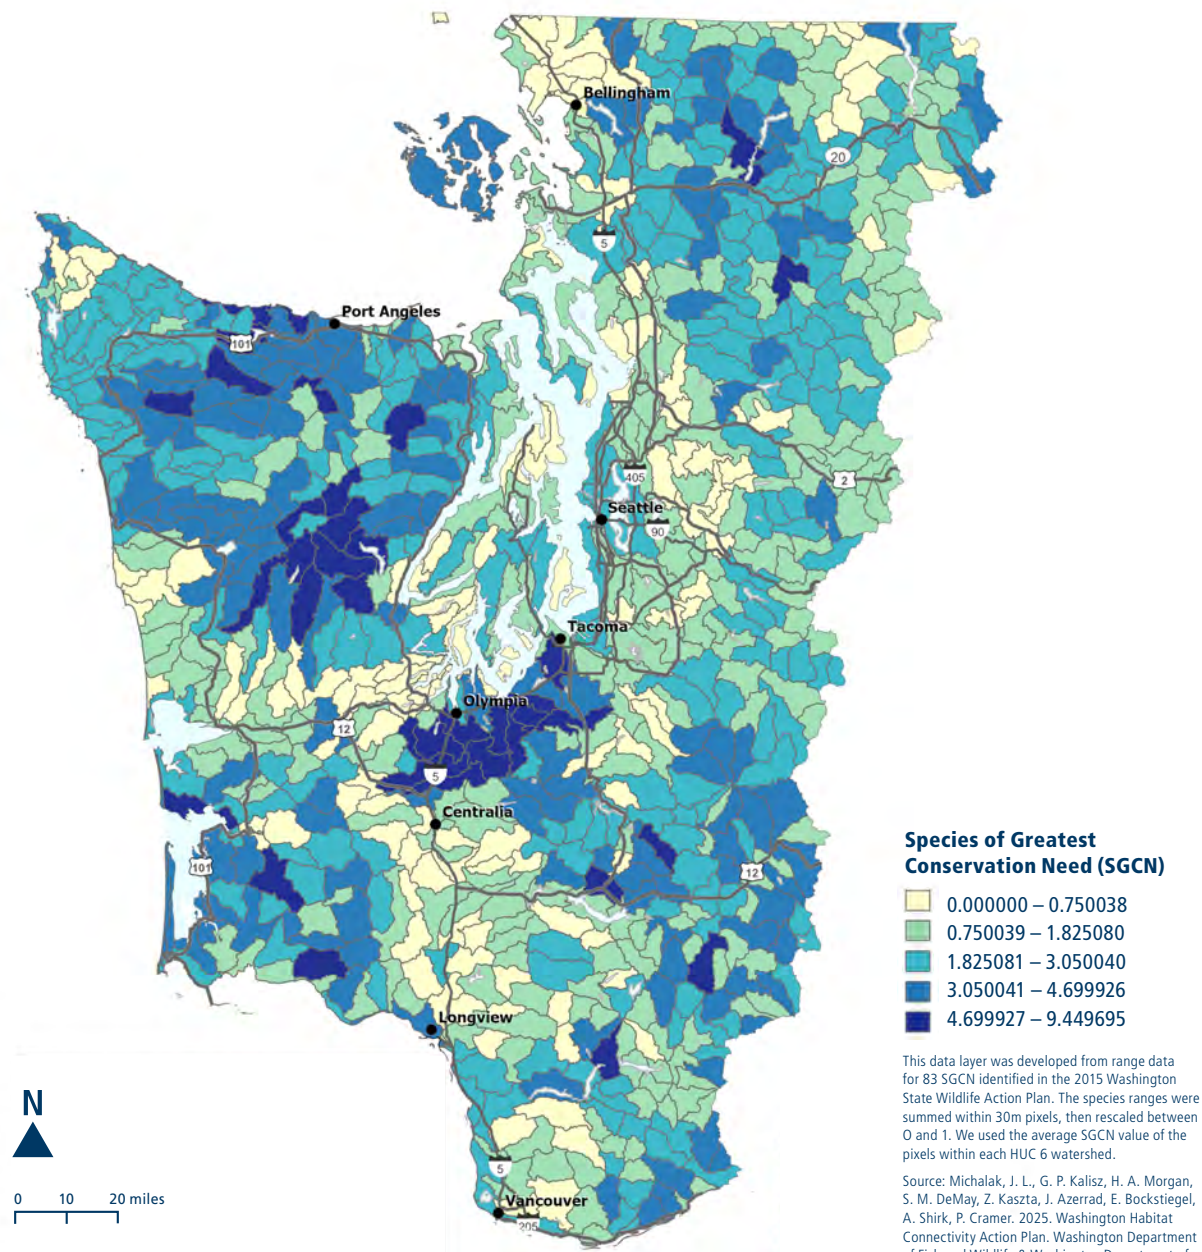 Bellingham
20
5
Port Angeles
101
2
405
Seattle
90
Tacoma
Olympia
12
5
Centralia
101
12
Longview
5
Vancouver
205
N
0 10 20 miles
Species of Greatest
Conservation Need (SGCN)
0.000000 – 0.750038
0.750039 – 1.825080
1.825081 – 3.050040
3.050041 – 4.699926
4.699927 – 9.449695
This data layer was developed from range data
for 83 SGCN identified in the 2015 Washington
State Wildlife Action Plan. The species ranges were
summed within 30m pixels, then rescaled between
O and 1. We used the average SGCN value of the
pixels within each HUC 6 watershed.
Source: Michalak, J. L., G. P. Kalisz, H. A. Morgan,
S. M. DeMay, Z. Kaszta, J. Azerrad, E. Bockstiegel,
A. Shirk, P. Cramer. 2025. Washington Habitat
Connectivity Action Plan. Washington Department